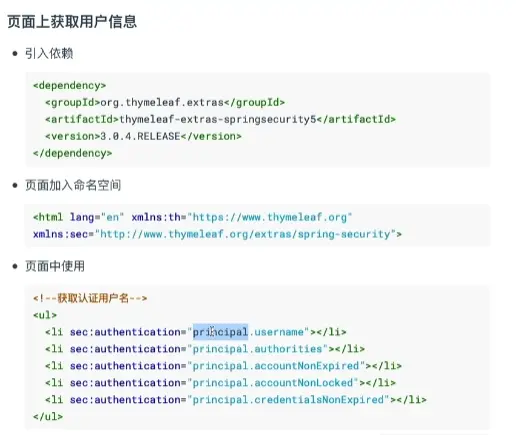 页面上获取用户信息
引入依赖
<dependency>
<groupId>org.thymeleaf.extras</groupId>
<artifactId>thymeleaf-extras-springsecurity5</artifactId>
<version>3.0.4.RELEASE</version>
</dependency>
页面加入命名空间
<html lang="en" xmlns:th="https://www.thymeleaf.org"
xmlns:sec="http://www.thymeleaf.org/extras/spring-security">
页面中使用
<!--获取认证用户名-->
<ul>
<li sec:authentication="principal.username"></li>
<li sec:authentication="principal.authorities"></li>
<li sec:authentication="principal.accountNonExpired"></li>
<li sec:authentication="principal.accountNonLocked"></li>
<li sec:authentication="principal.credentialsNonExpired"></li>
</ul>